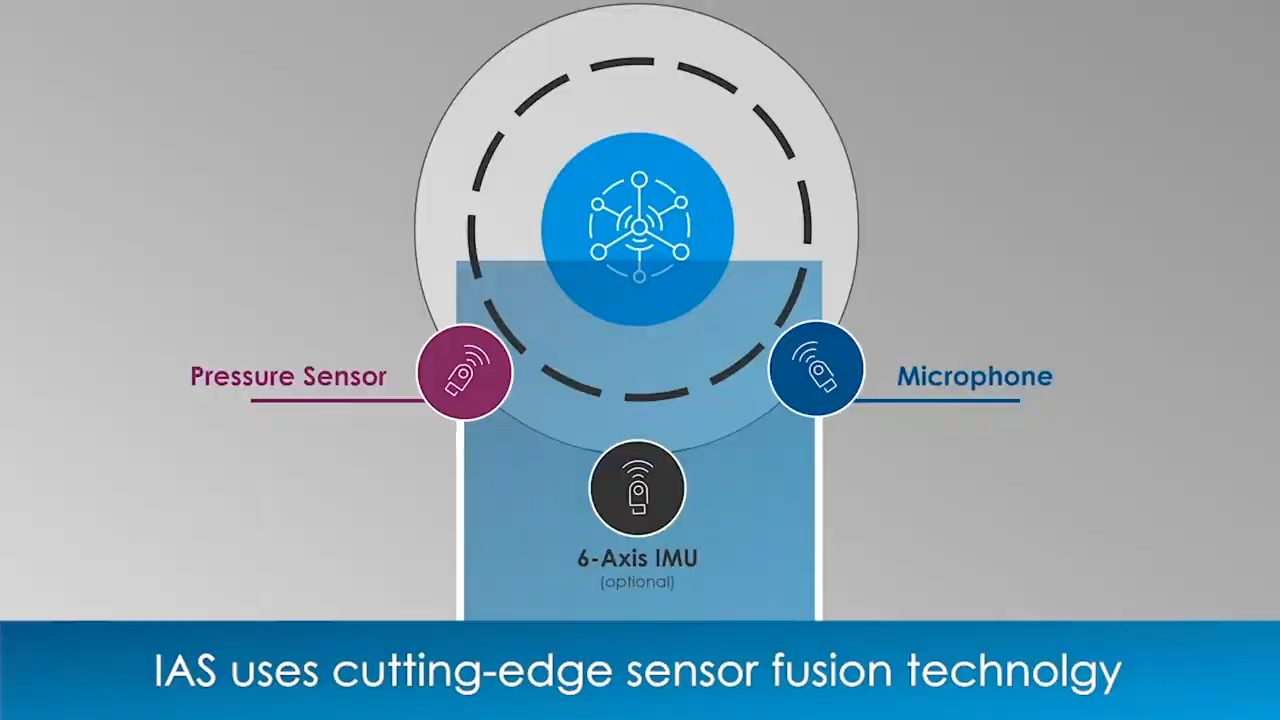 Pressure Sensor
Microphone
6-Axis IMU
(optional)
IAS uses cutting-edge sensor fusion technolgy